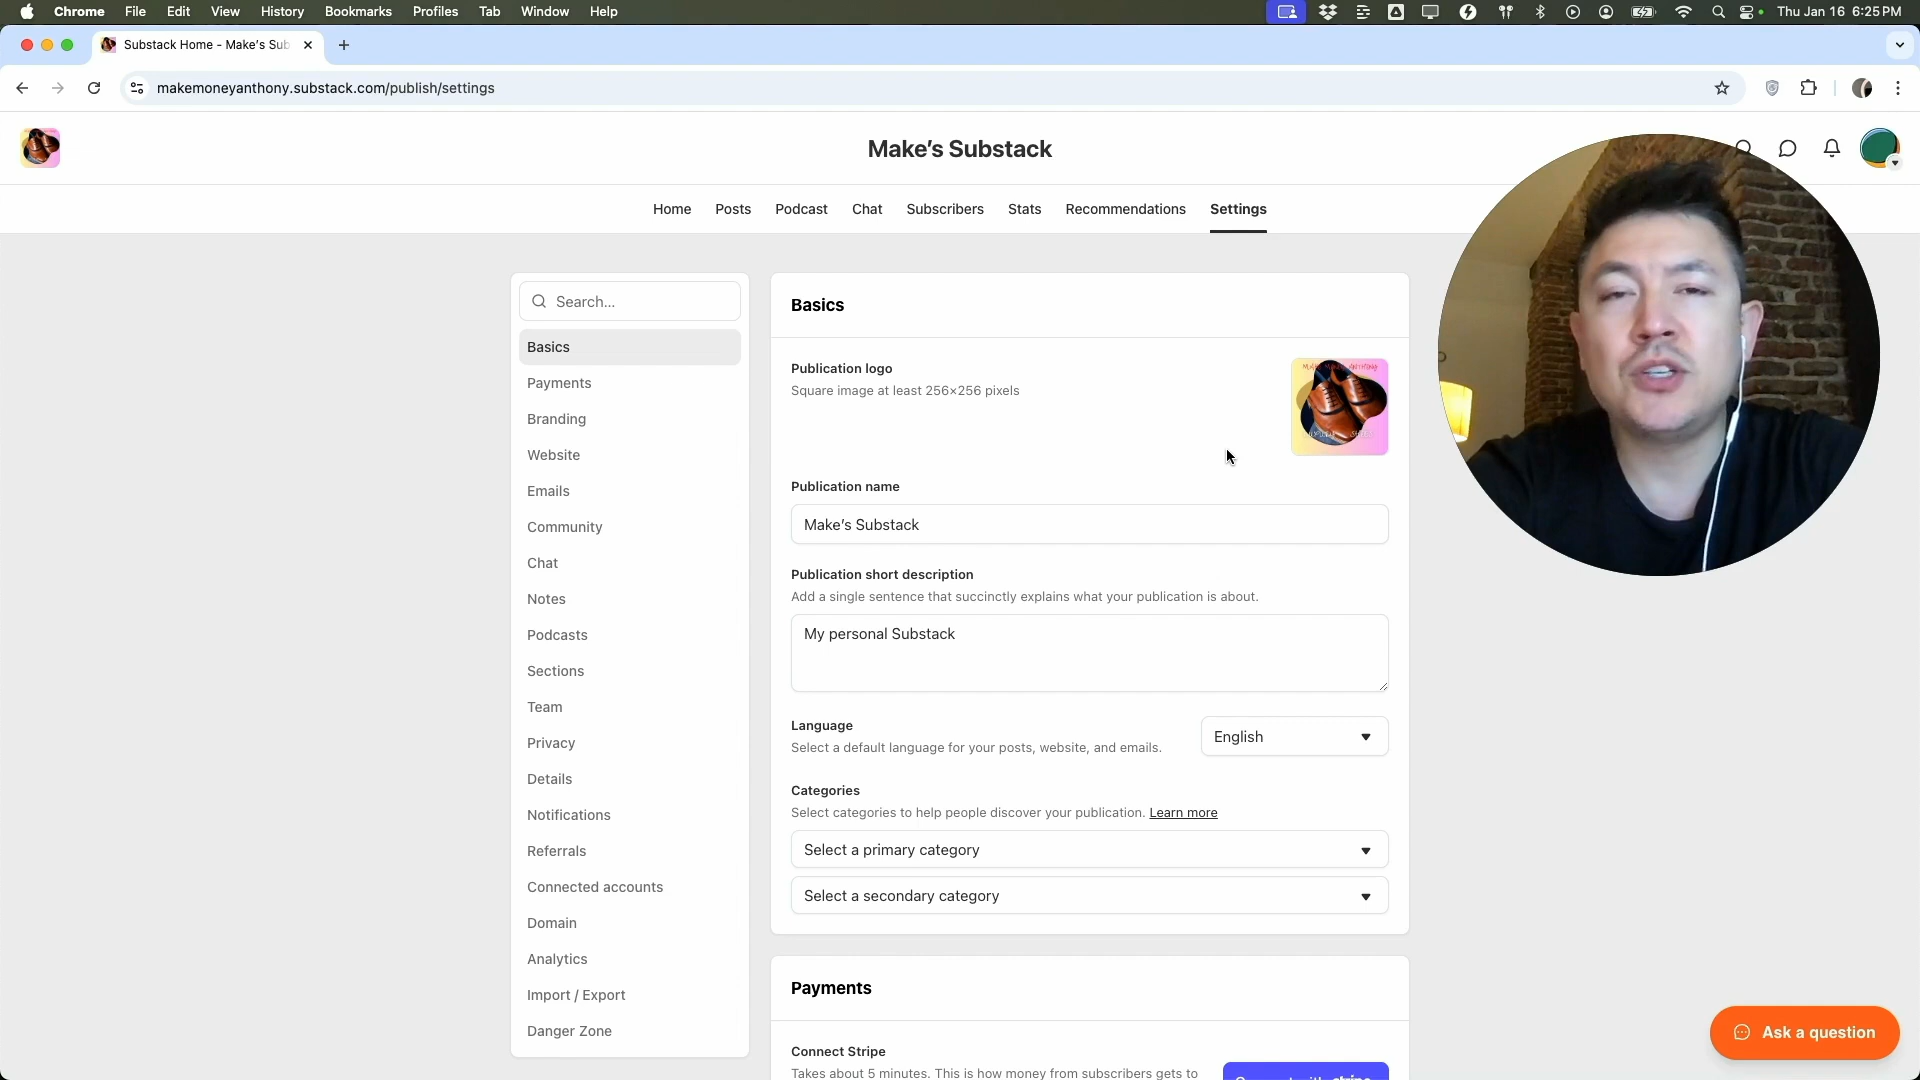 Chrome File Edit View History Bookmarks Profiles Tab Window Help Thu Jan 16 6:25 PM
Substack Home - Make's Sub
makemoneyanthony.substack.com/publish/settings
Make's Substack
Home Posts Podcast Chat Subscribers Stats Recommendations Settings
Search...
Basics
Payments
Branding
Website
Emails
Community
Chat
Notes
Podcasts
Sections
Team
Privacy
Details
Notifications
Referrals
Connected accounts
Domain
Analytics
Import / Export
Danger Zone
Basics
Publication logo
Square image at least 256×256 pixels
Publication name
Make's Substack
Publication short description
Add a single sentence that succinctly explains what your publication is about.
My personal Substack
Language
Select a default language for your posts, website, and emails.
English
Categories
Select categories to help people discover your publication. Learn more
Select a primary category
Select a secondary category
Payments
Connect Stripe
Takes about 5 minutes. This is how money from subscribers gets to
Ask a question